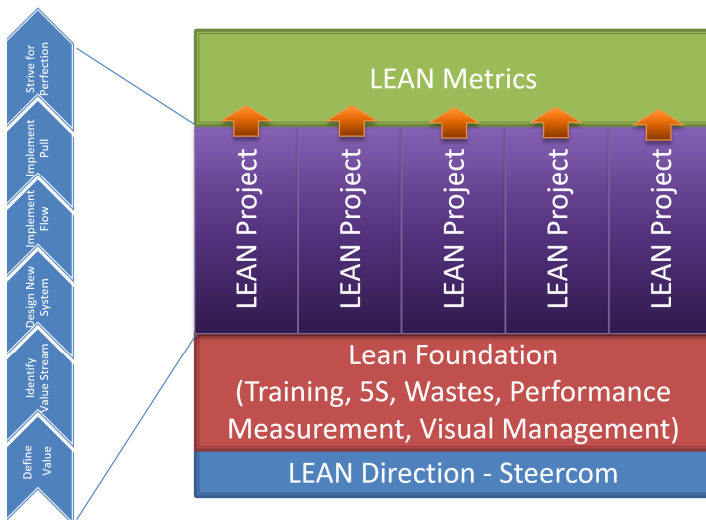 Strive for
Perfection
Implement
Pull
Implement
Flow
Design New
System
Identify
Value Stream
Define
Value
LEAN Metrics
LEAN Project
LEAN Project
LEAN Project
LEAN Project
LEAN Project
Lean Foundation
(Training, 5S, Wastes, Performance
Measurement, Visual Management)
LEAN Direction - Steercom